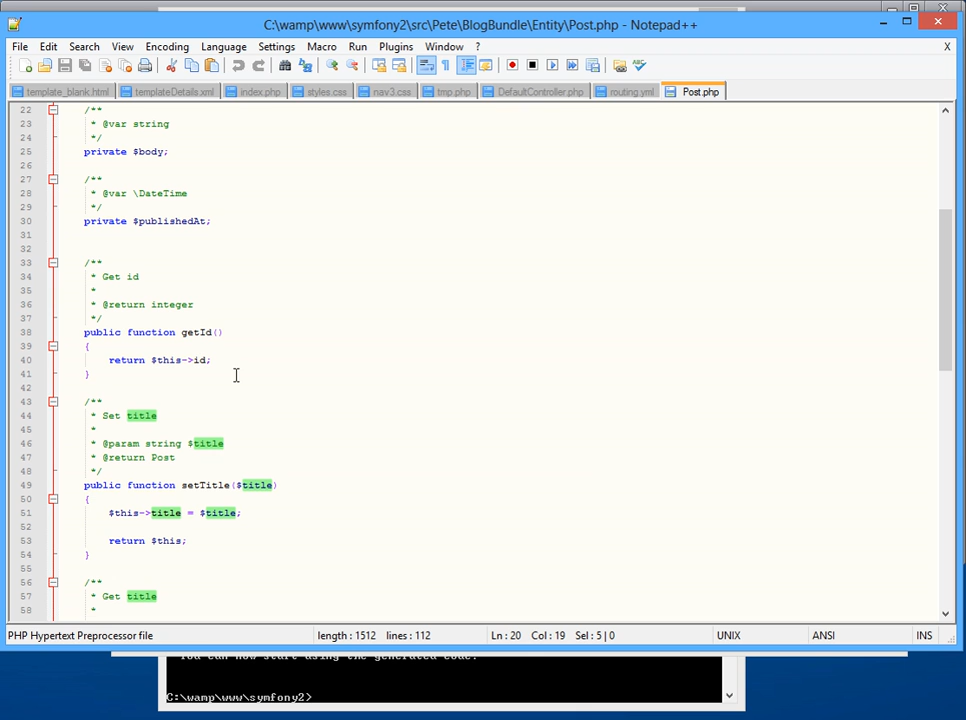 C:\wamp\www\symfony2\src\Pete\BlogBundle\Entity\Post.php - Notepad++
File Edit Search View Encoding Language Settings Macro Run Plugins Window ? X
template_blank.html templateDetails.xml index.php styles.css nav3.css tmp.php DefaultController.php routing.yml Post.php
22 /**
23 * @var string
24 */
25 private $body;
26
27 /**
28 * @var \DateTime
29 */
30 private $publishedAt;
31
32
33 /**
34 * Get id
35 *
36 * @return integer
37 */
38 public function getId()
39 {
40 return $this->id;
41 }
42
43 /**
44 * Set title
45 *
46 * @param string $title
47 * @return Post
48 */
49 public function setTitle($title)
50 {
51 $this->title = $title;
52
53 return $this;
54 }
55
56 /**
57 * Get title
58 *
PHP Hypertext Preprocessor file length : 1512 lines : 112 Ln : 20 Col : 19 Sel : 5 | 0 UNIX ANSI INS
You can now start using the generated code!
C:\wamp\www\symfony2>